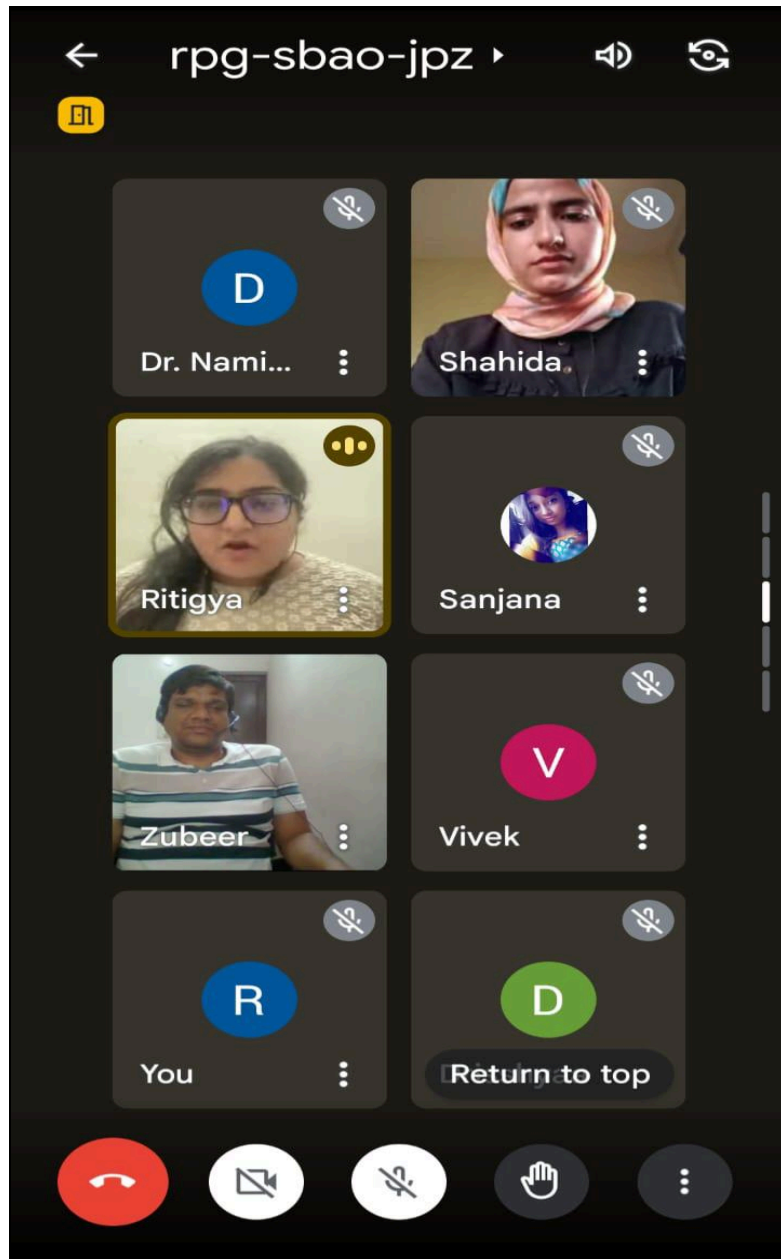 rpg-sbao-jpz
D
Dr. Nami...
Shahida
Ritigya
Sanjana
Zubeer
V
Vivek
R
You
D
Return to top